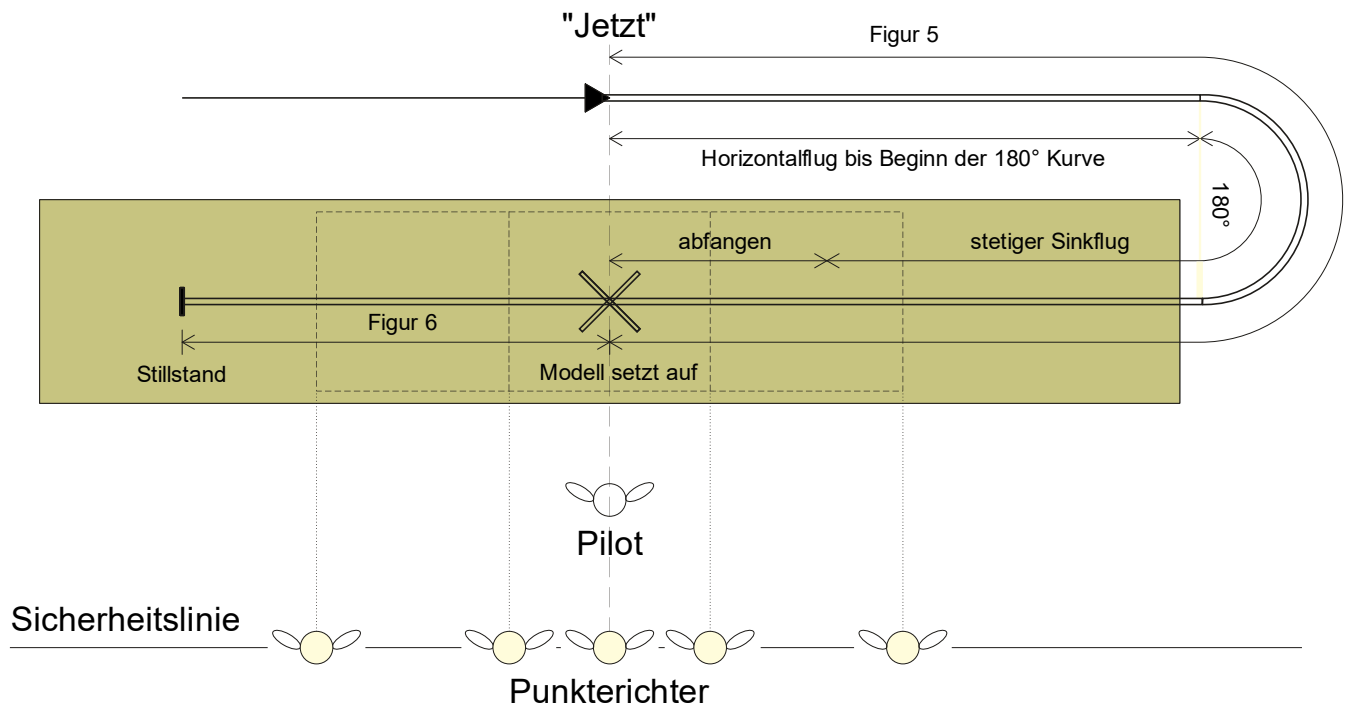 "Jetzt"
Figur 5
Horizontalflug bis Beginn der 180° Kurve
180°
abfangen
stetiger Sinkflug
Figur 6
Stillstand
Modell setzt auf
Pilot
Sicherheitslinie
Punkterichter